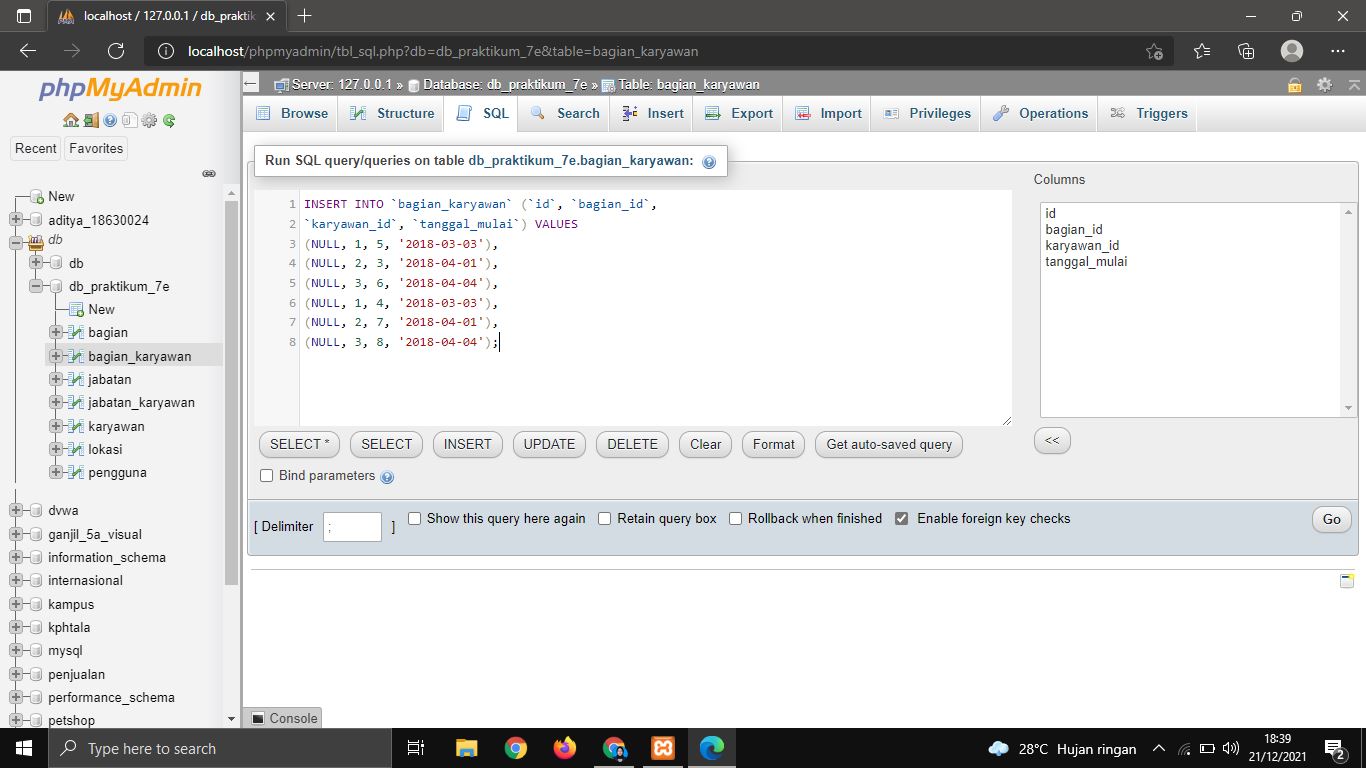 localhost / 127.0.0.1 / db_praktik
localhost/phpmyadmin/tbl_sql.php?db=db_praktikum_7e&table=bagian_karyawan
phpMyAdmin
Recent Favorites
New
aditya_18630024
db
db
db_praktikum_7e
New
bagian
bagian_karyawan
jabatan
jabatan_karyawan
karyawan
lokasi
pengguna
dvwa
ganjil_5a_visual
information_schema
internasional
kampus
kphtala
mysql
penjualan
performance_schema
petshop
Server: 127.0.0.1 » Database: db_praktikum_7e » Table: bagian_karyawan
Browse Structure SQL Search Insert Export Import Privileges Operations Triggers
Run SQL query/queries on table db_praktikum_7e.bagian_karyawan:
1 INSERT INTO `bagian_karyawan` (`id`, `bagian_id`,
2 `karyawan_id`, `tanggal_mulai`) VALUES
3 (NULL, 1, 5, '2018-03-03'),
4 (NULL, 2, 3, '2018-04-01'),
5 (NULL, 3, 6, '2018-04-04'),
6 (NULL, 1, 4, '2018-03-03'),
7 (NULL, 2, 7, '2018-04-01'),
8 (NULL, 3, 8, '2018-04-04');
Columns
id
bagian_id
karyawan_id
tanggal_mulai
SELECT * SELECT INSERT UPDATE DELETE Clear Format Get auto-saved query
<<
Bind parameters
[ Delimiter ; ] Show this query here again Retain query box Rollback when finished Enable foreign key checks Go
Console
Type here to search
28°C Hujan ringan
18:39
21/12/2021
2